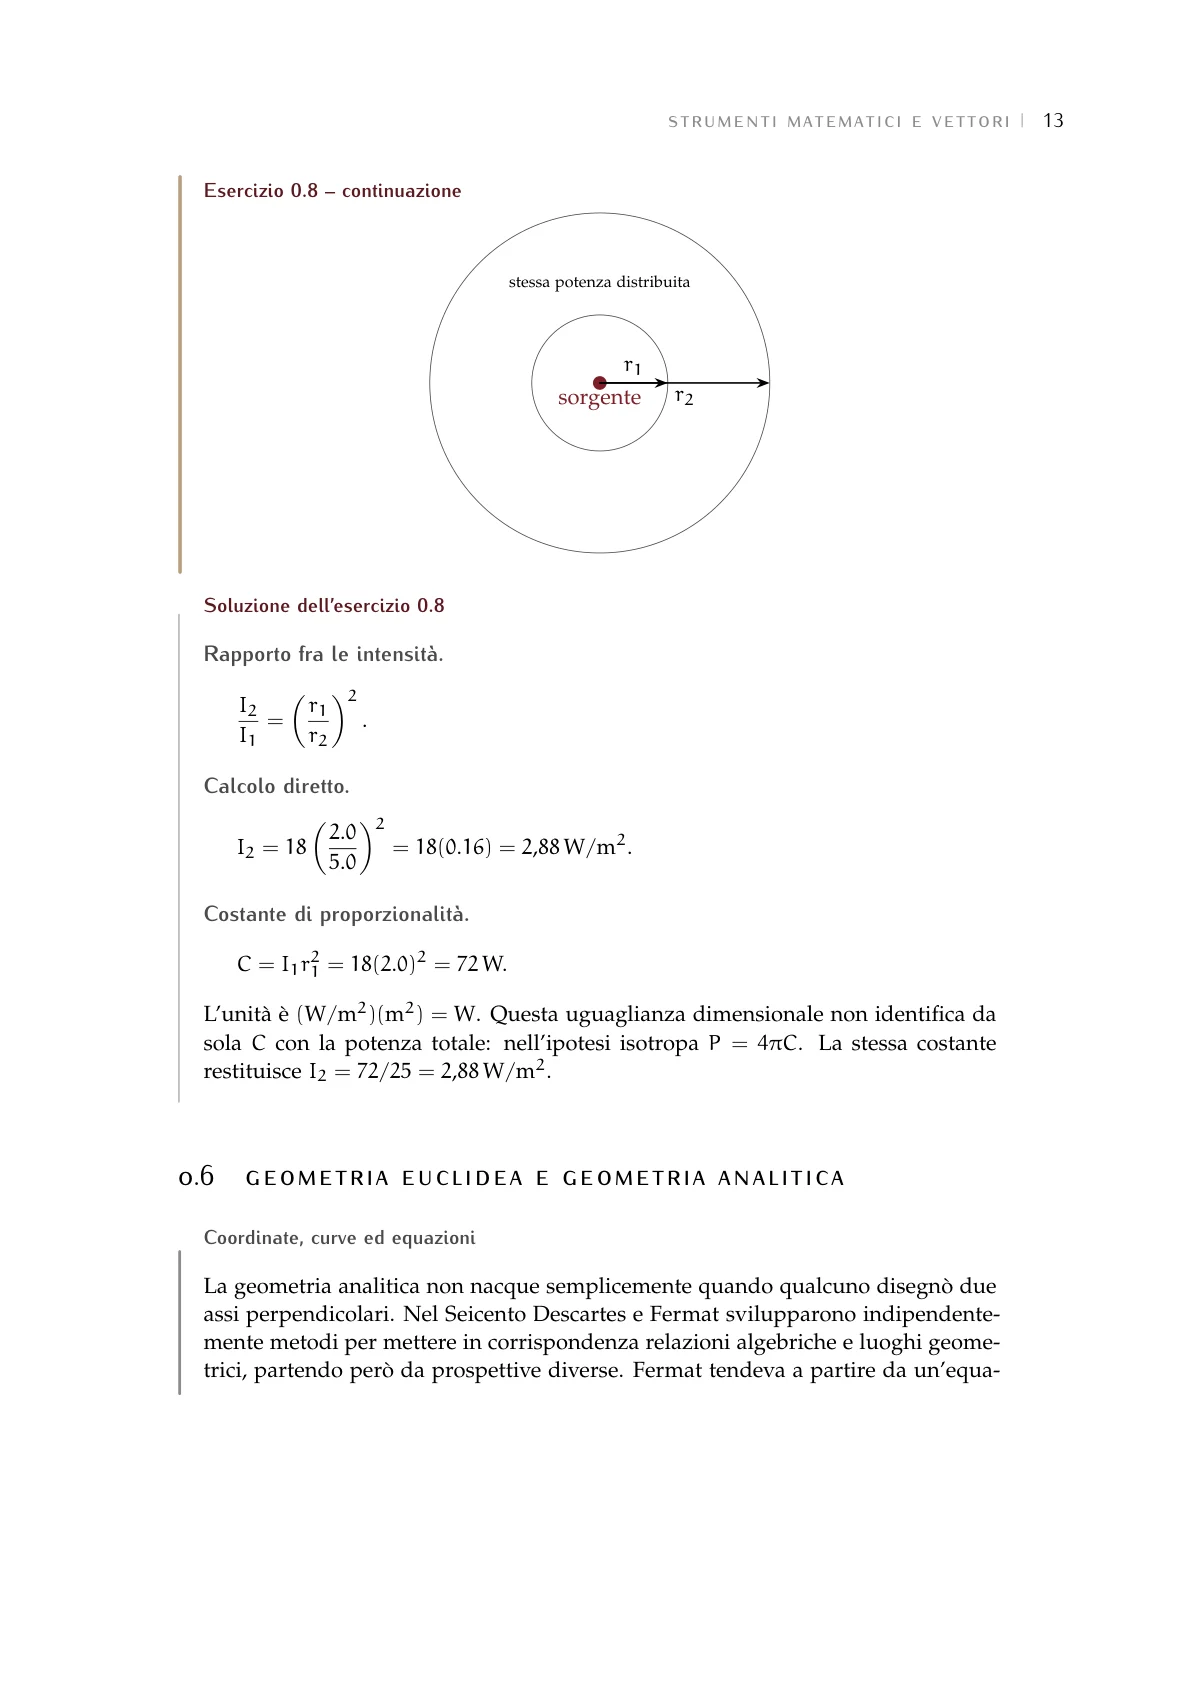 STRUMENTI MATEMATICI E VETTORI | 13
Esercizio 0.8 – continuazione
stessa potenza distribuita
r₁
sorgente r₂
Soluzione dell'esercizio 0.8
Rapporto fra le intensità.
I₂/I₁ = (r₁/r₂)².
Calcolo diretto.
I₂ = 18 (2.0/5.0)² = 18(0.16) = 2,88 W/m².
Costante di proporzionalità.
C = I₁r₁² = 18(2.0)² = 72 W.
L'unità è (W/m²)(m²) = W. Questa uguaglianza dimensionale non identifica da
sola C con la potenza totale: nell'ipotesi isotropa P = 4πC. La stessa costante
restituisce I₂ = 72/25 = 2,88 W/m².
0.6 GEOMETRIA EUCLIDEA E GEOMETRIA ANALITICA
Coordinate, curve ed equazioni
La geometria analitica non nacque semplicemente quando qualcuno disegnò due
assi perpendicolari. Nel Seicento Descartes e Fermat svilupparono indipendente-
mente metodi per mettere in corrispondenza relazioni algebriche e luoghi geome-
trici, partendo però da prospettive diverse. Fermat tendeva a partire da un'equa-